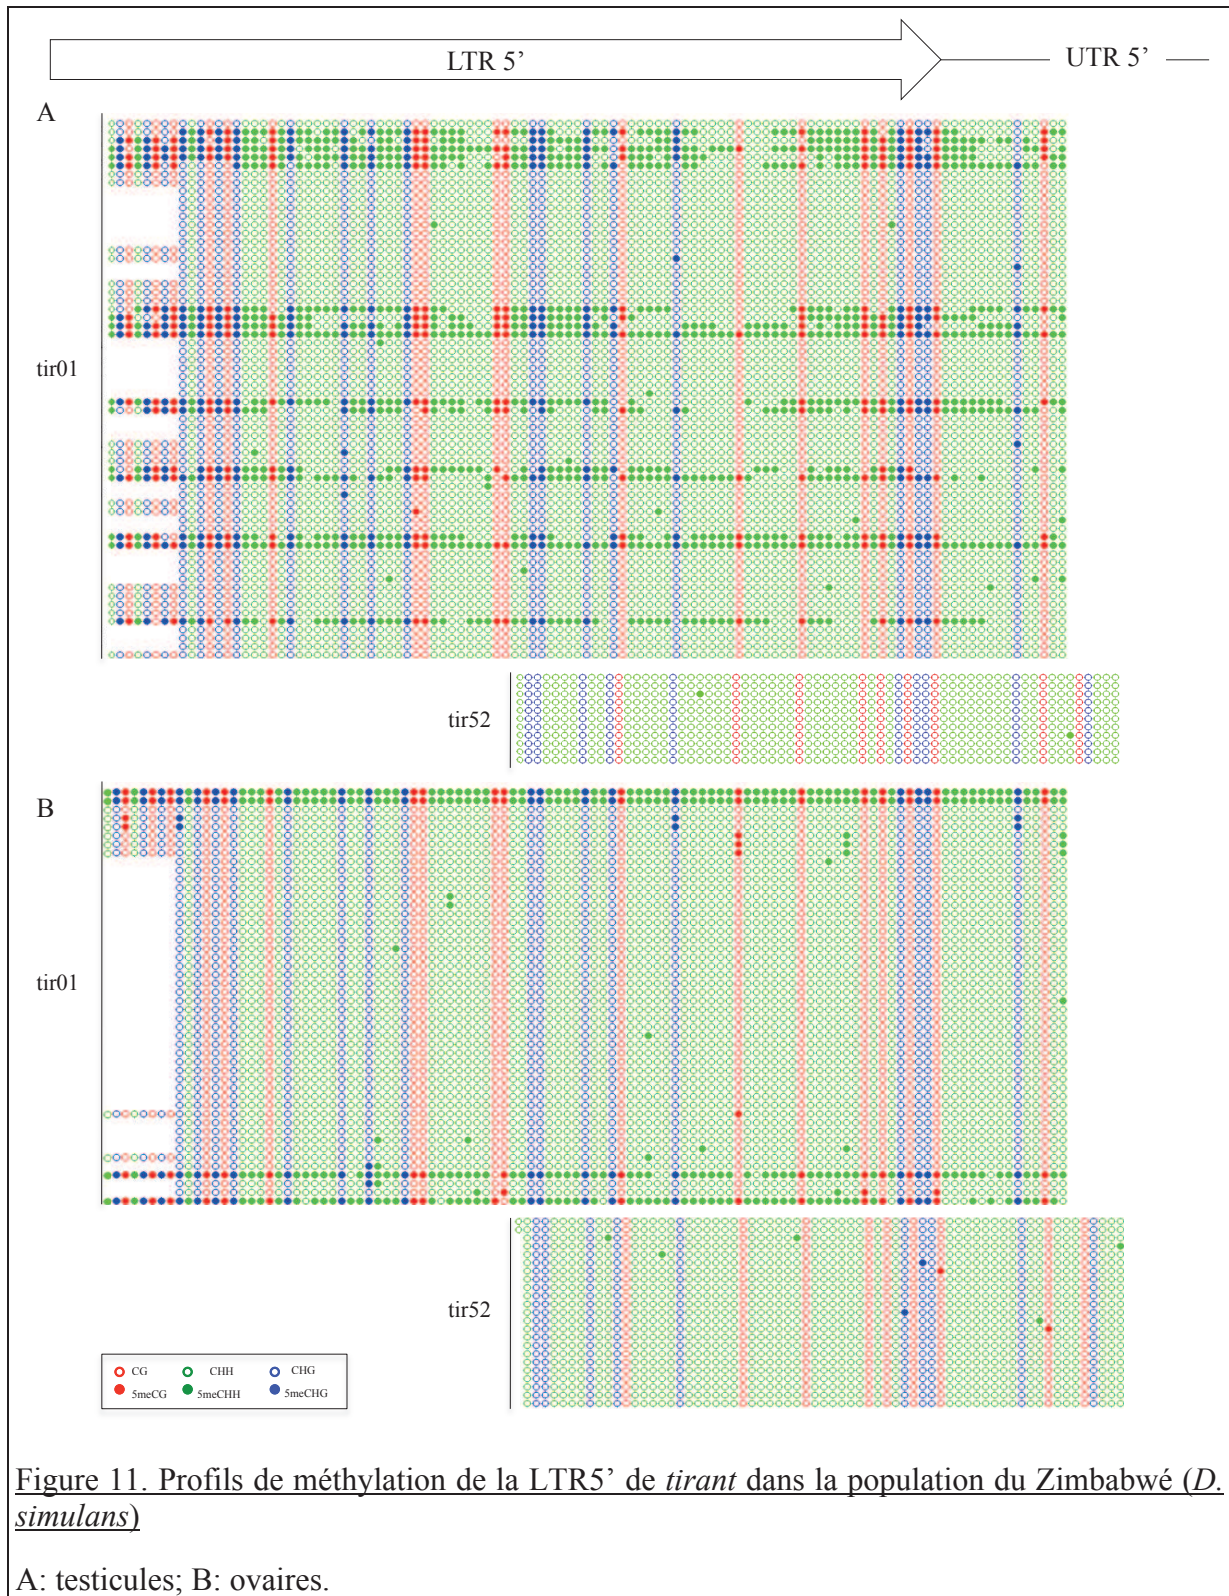 LTR 5’
UTR 5’
A
tir01
tir52
B
tir01
tir52
CG CHH CHG
5meCG 5meCHH 5meCHG
Figure 11. Profils de méthylation de la LTR5’ de tirant dans la population du Zimbabwé (D.
simulans)
A: testicules; B: ovaires.